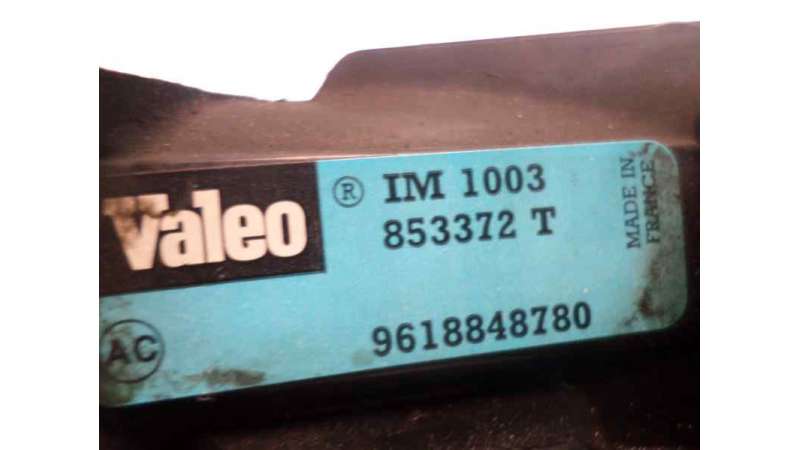 Valeo ®
IM 1003
853372 T
MADE IN
FRANCE
AC
9618848780